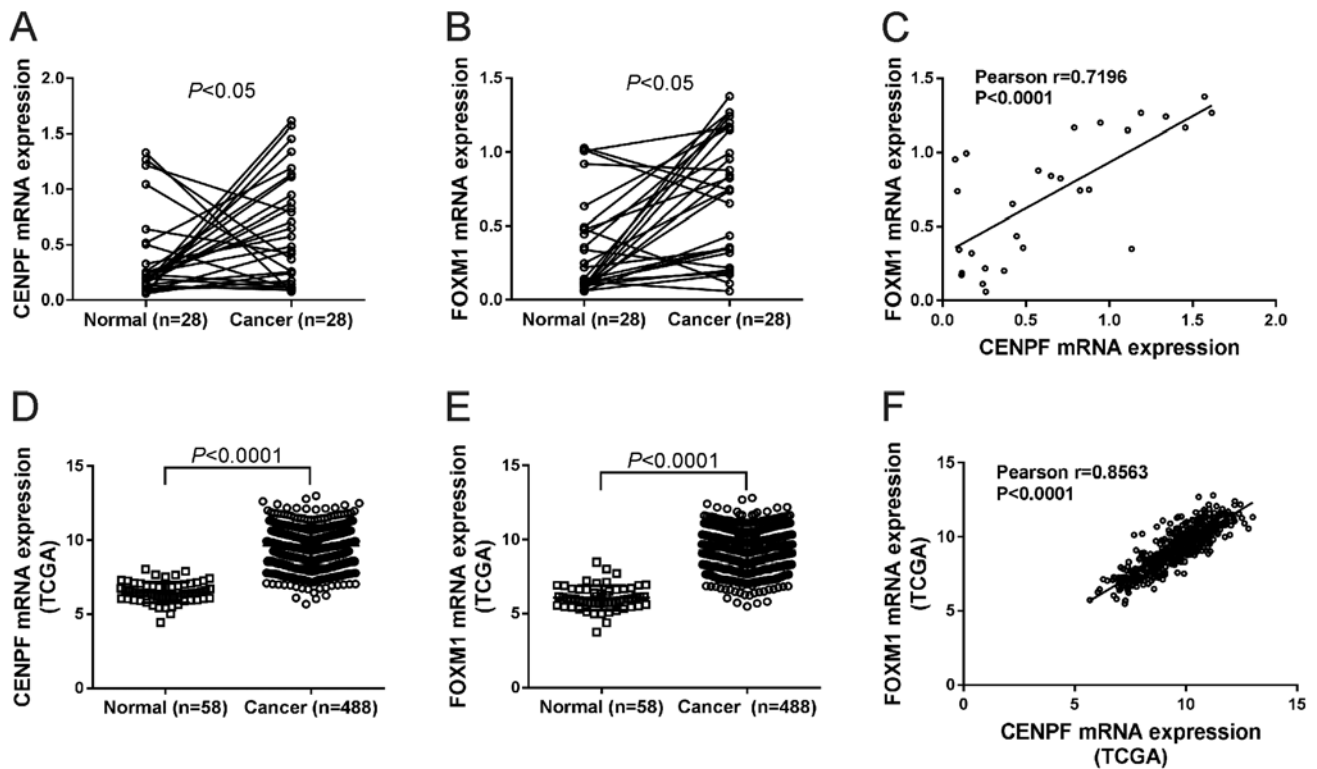 A
CENPF mRNA expression
2.0
1.5
1.0
0.5
0.0
P<0.05
Normal (n=28)
Cancer (n=28)
B
FOXM1 mRNA expression
1.5
1.0
0.5
0.0
P<0.05
Normal (n=28)
Cancer (n=28)
C
FOXM1 mRNA expression
1.5
1.0
0.5
0.0
Pearson r=0.7196
P<0.0001
0.0
0.5
1.0
1.5
2.0
CENPF mRNA expression
D
CENPF mRNA expression
(TCGA)
15
10
5
0
P<0.0001
Normal (n=58)
Cancer (n=488)
E
FOXM1 mRNA expression
(TCGA)
15
10
5
0
P<0.0001
Normal (n=58)
Cancer (n=488)
F
FOXM1 mRNA expression
(TCGA)
15
10
5
0
Pearson r=0.8563
P<0.0001
0
5
10
15
CENPF mRNA expression
(TCGA)